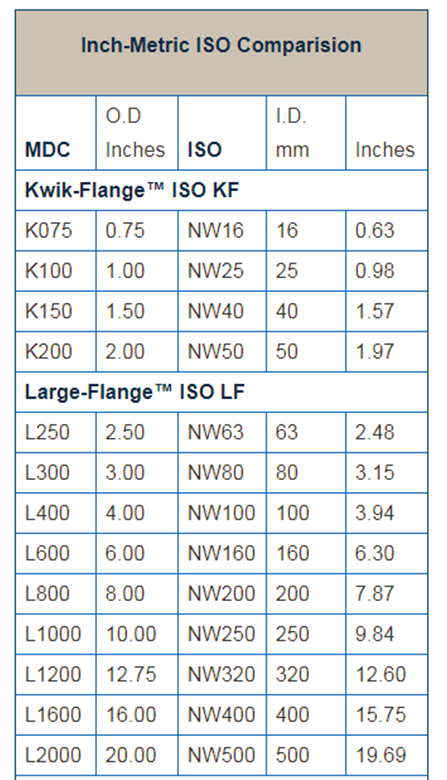 Inch-Metric ISO Comparision
O.D I.D.
MDC Inches ISO mm Inches
Kwik-Flange™ ISO KF
K075 0.75 NW16 16 0.63
K100 1.00 NW25 25 0.98
K150 1.50 NW40 40 1.57
K200 2.00 NW50 50 1.97
Large-Flange™ ISO LF
L250 2.50 NW63 63 2.48
L300 3.00 NW80 80 3.15
L400 4.00 NW100 100 3.94
L600 6.00 NW160 160 6.30
L800 8.00 NW200 200 7.87
L1000 10.00 NW250 250 9.84
L1200 12.75 NW320 320 12.60
L1600 16.00 NW400 400 15.75
L2000 20.00 NW500 500 19.69